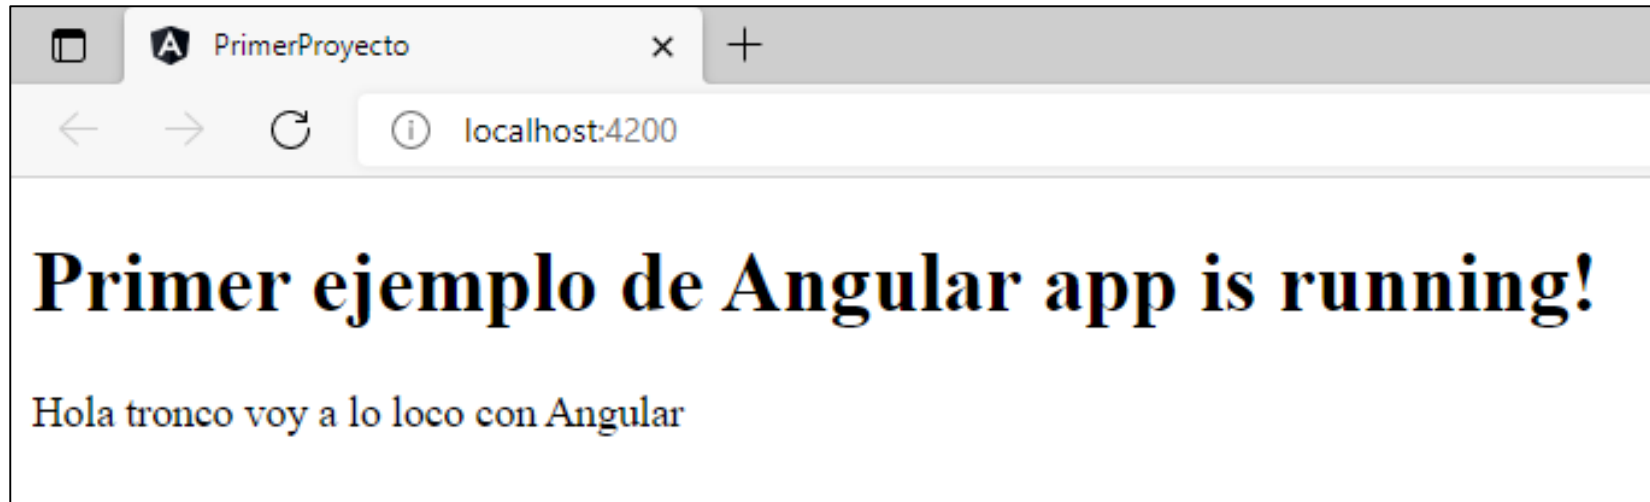 PrimerProyecto
localhost:4200
Primer ejemplo de Angular app is running!
Hola tronco voy a lo loco con Angular